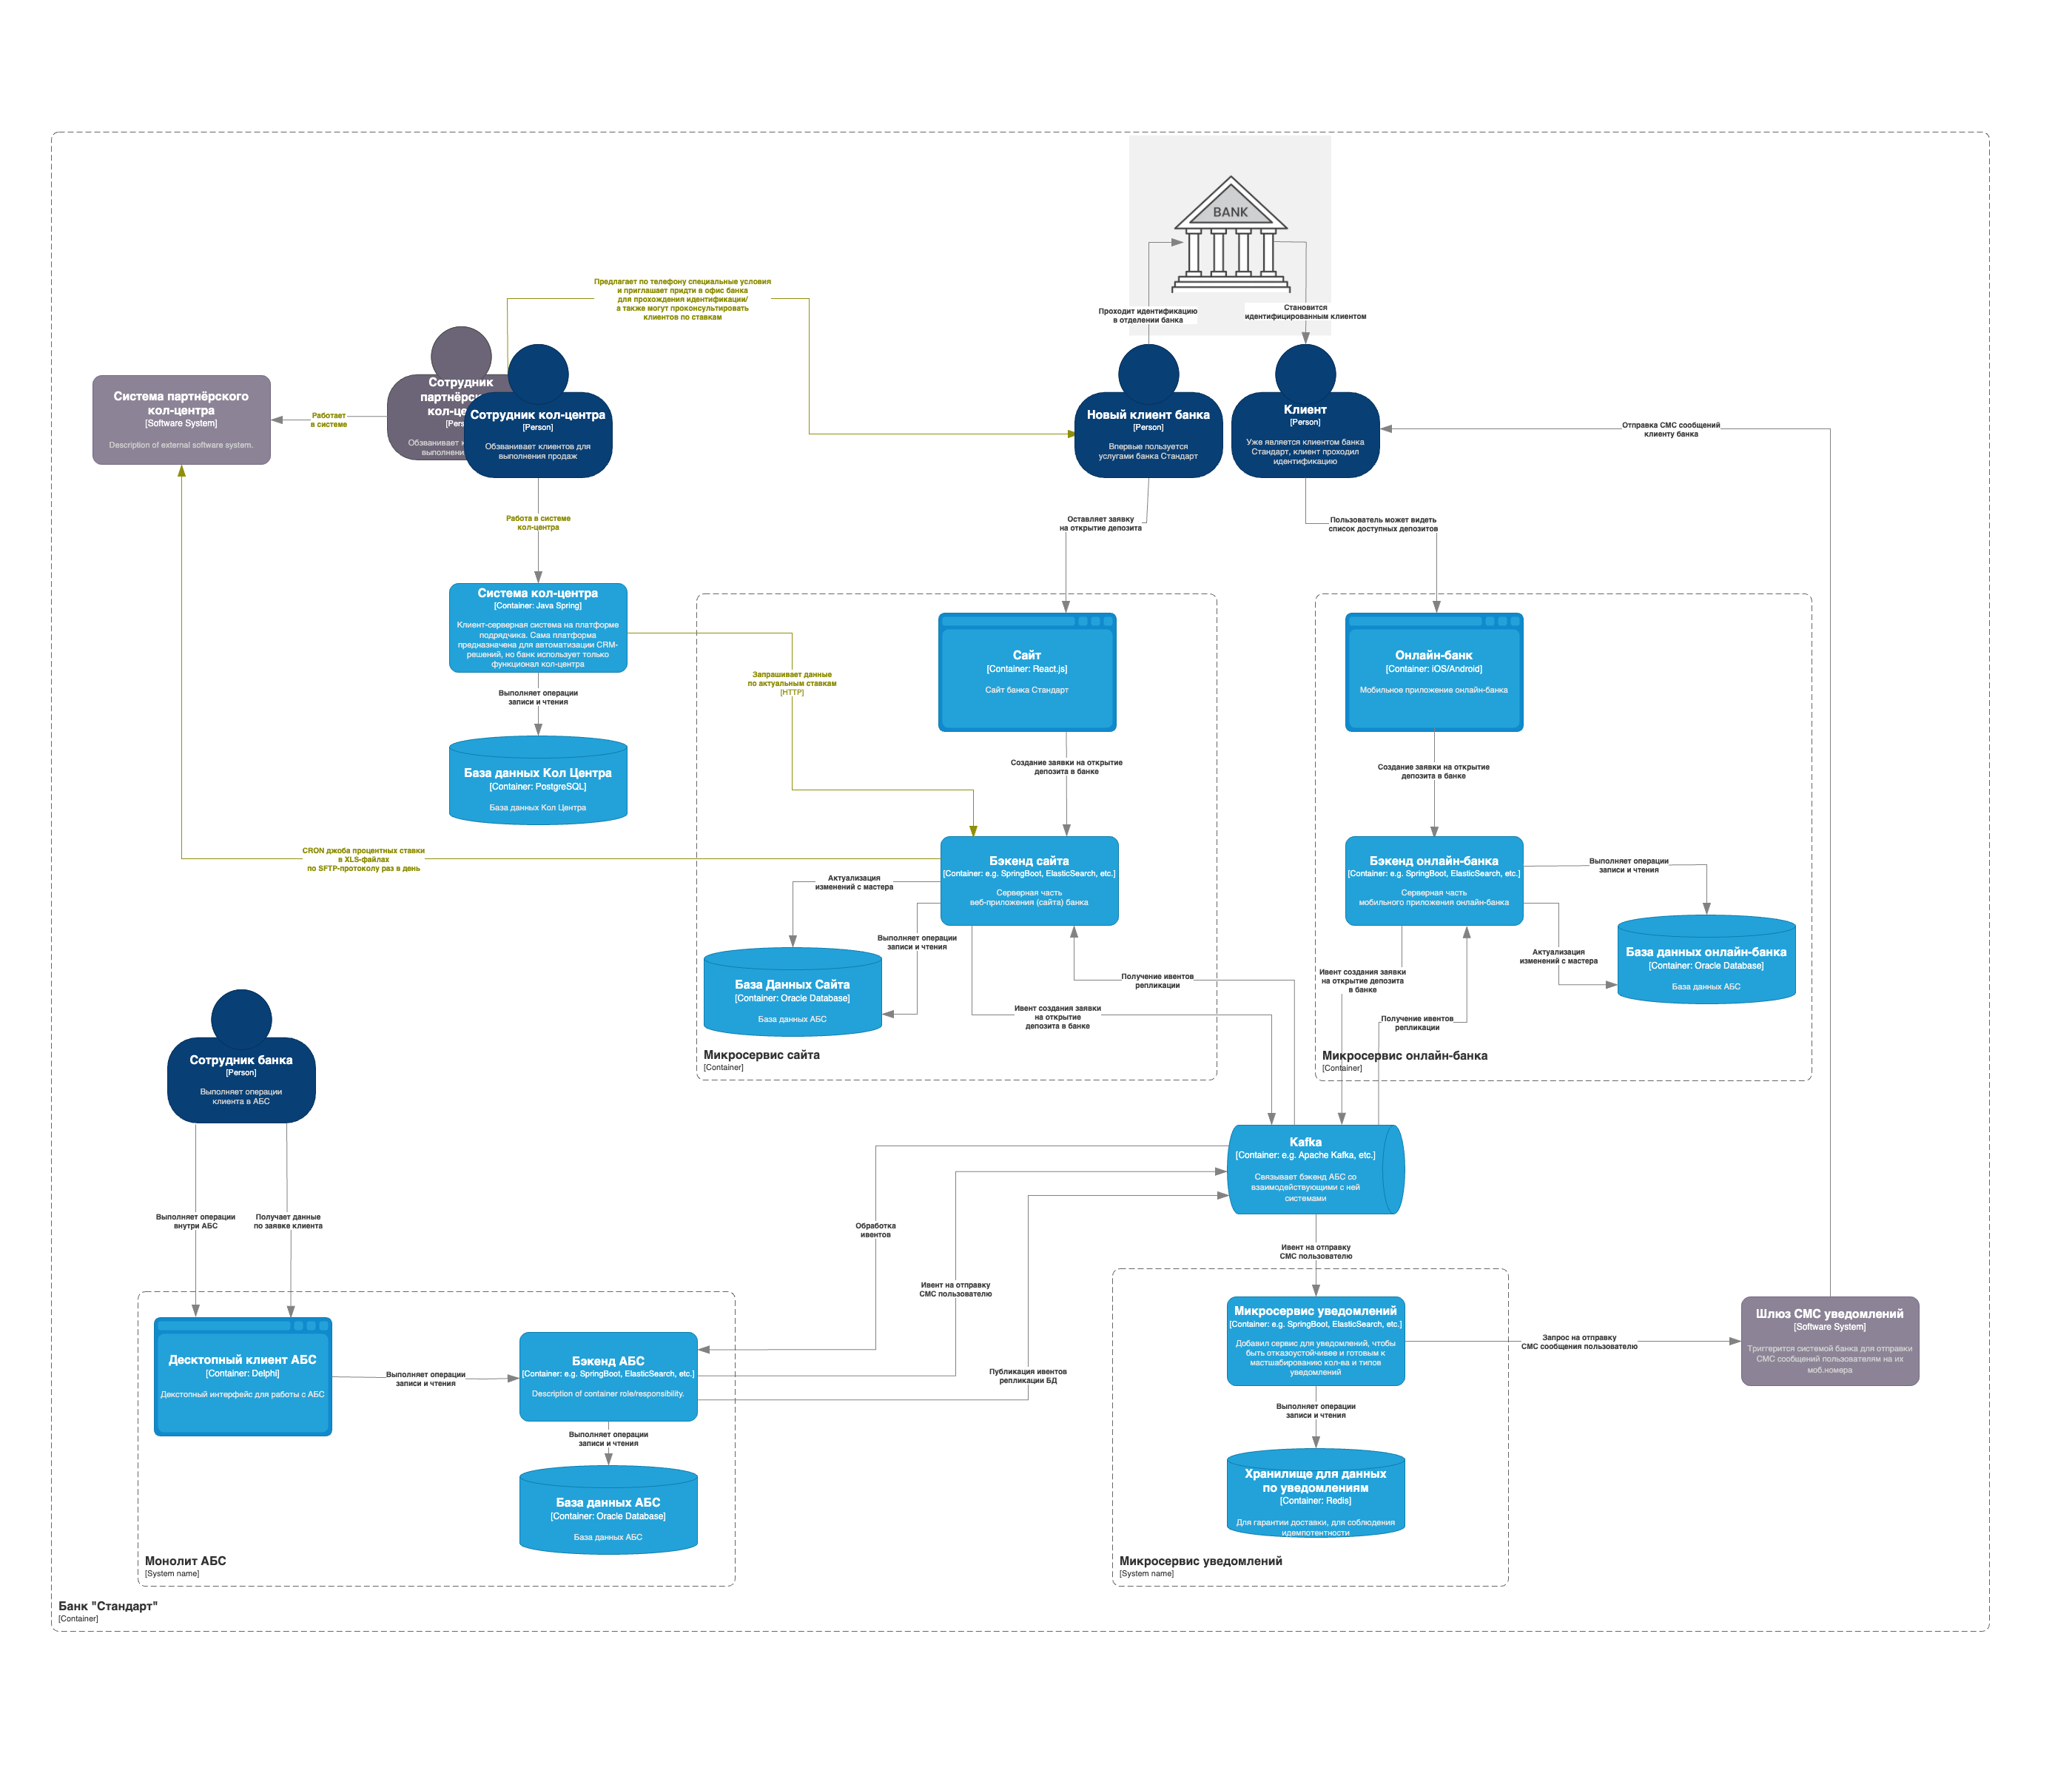 BANK
Проходит идентификацию
в отделении банка
Становится
идентифицированным клиентом
Предлагает по телефону специальные условия
и приглашает придти в офис банка
для прохождения идентификации/
а также могут проконсультировать
клиентов по ставкам
Система партнёрского
кол-центра
[Software System]
Description of external software system.
Работает
в системе
Сотрудник
Сотрудник кол-центра
[Person]
Обзванивает клиентов для
выполнения продаж
Новый клиент банка
[Person]
Впервые пользуется
услугами банка Стандарт
Клиент
[Person]
Уже является клиентом банка
Стандарт, клиент проходил
идентификацию
Отправка СМС сообщений
клиенту банка
Работа в системе
кол-центра
Оставляет заявку
на открытие депозита
Пользователь может видеть
список доступных депозитов
Система кол-центра
[Container: Java Spring]
Клиент-серверная система на платформе
подрядчика. Сама платформа
предназначена для автоматизации CRM-
решений, но банк использует только
функционал кол-центра
Запрашивает данные
по актуальным ставкам
[HTTP]
Сайт
[Container: React.js]
Сайт банка Стандарт
Онлайн-банк
[Container: iOS/Android]
Мобильное приложение онлайн-банка
Выполняет операции
записи и чтения
База данных Кол Центра
[Container: PostgreSQL]
База данных Кол Центра
Создание заявки на открытие
депозита в банке
Создание заявки на открытие
депозита в банке
CRON джоба процентных ставки
в XLS-файлах
по SFTP-протоколу раз в день
Бэкенд сайта
[Container: e.g. SpringBoot, ElasticSearch, etc.]
Серверная часть
веб-приложения (сайта) банка
Бэкенд онлайн-банка
[Container: e.g. SpringBoot, ElasticSearch, etc.]
Серверная часть
мобильного приложения онлайн-банка
Выполняет операции
записи и чтения
Актуализация
изменений с мастера
Выполняет операции
записи и чтения
Актуализация
изменений с мастера
База данных онлайн-банка
[Container: Oracle Database]
База данных АБС
База Данных Сайта
[Container: Oracle Database]
База данных АБС
Получение ивентов
репликации
Ивент создания заявки
на открытие депозита
в банке
Ивент создания заявки
на открытие
депозита в банке
Получение ивентов
репликации
Микросервис сайта
[Container]
Микросервис онлайн-банка
[Container]
Сотрудник банка
[Person]
Выполняет операции
клиента в АБС
Kafka
[Container: e.g. Apache Kafka, etc.]
Связывает бэкенд АБС со
взаимодействующими с ней
системами
Выполняет операции
внутри АБС
Получает данные
по заявке клиента
Обработка
ивентов
Ивент на отправку
СМС пользователю
Ивент на отправку
СМС пользователю
Публикация ивентов
репликации БД
Десктопный клиент АБС
[Container: Delphi]
Декстопный интерфейс для работы с АБС
Выполняет операции
записи и чтения
Бэкенд АБС
[Container: e.g. SpringBoot, ElasticSearch, etc.]
Description of container role/responsibility.
Выполняет операции
записи и чтения
База данных АБС
[Container: Oracle Database]
База данных АБС
Микросервис уведомлений
[Container: e.g. SpringBoot, ElasticSearch, etc.]
Добавил сервис для уведомлений, чтобы
быть отказоустойчивее и готовым к
мастшабированию кол-ва и типов
уведомлений
Запрос на отправку
СМС сообщения пользователю
Шлюз СМС уведомлений
[Software System]
Триггерится системой банка для отправки
СМС сообщений пользователям на их
моб.номера
Выполняет операции
записи и чтения
Хранилище для данных
по уведомлениям
[Container: Redis]
Для гарантии доставки, для соблюдения
идемпотентности
Монолит АБС
[System name]
Микросервис уведомлений
[System name]
Банк "Стандарт"
[Container]